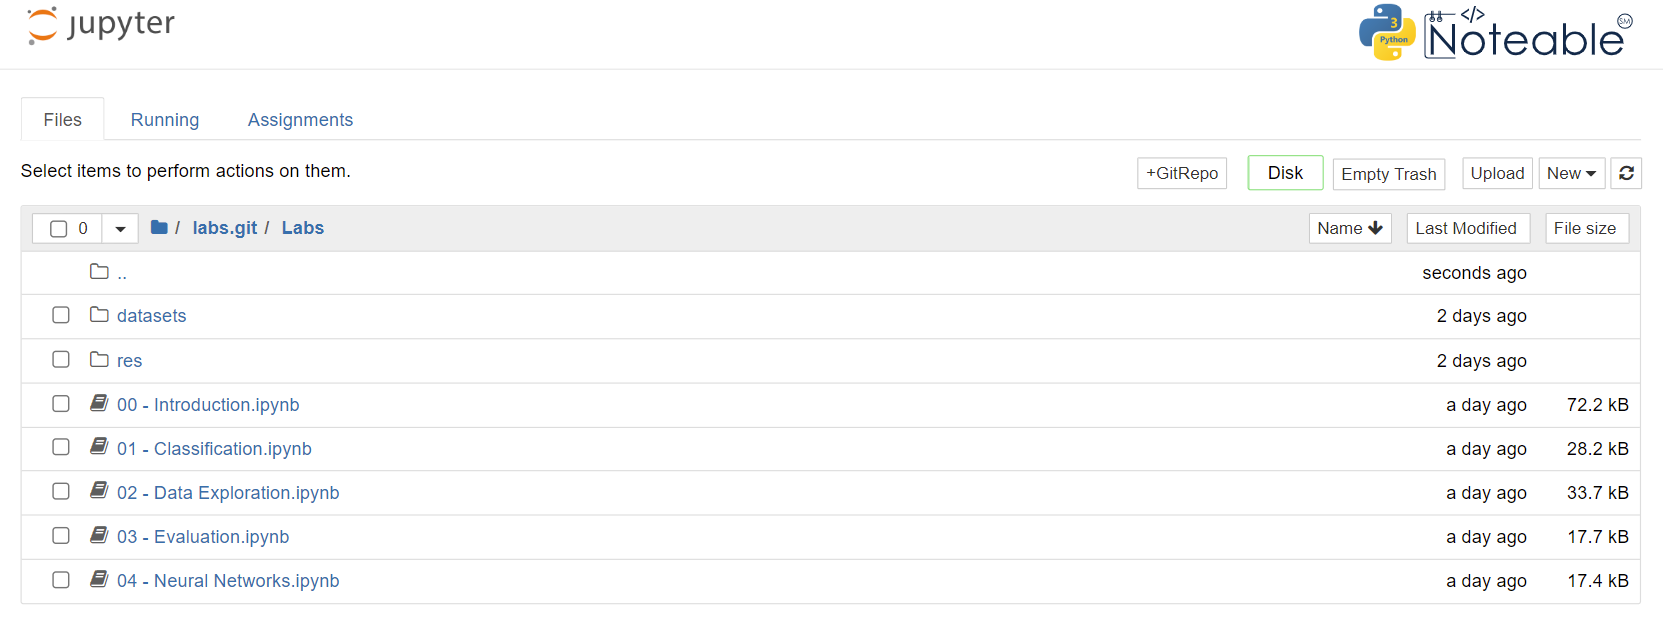 jupyter
3
Python
</>
Noteable SM
Files Running Assignments
Select items to perform actions on them.
+GitRepo Disk Empty Trash Upload New
0 / labs.git / Labs Name Last Modified File size
.. seconds ago
datasets 2 days ago
res 2 days ago
00 - Introduction.ipynb a day ago 72.2 kB
01 - Classification.ipynb a day ago 28.2 kB
02 - Data Exploration.ipynb a day ago 33.7 kB
03 - Evaluation.ipynb a day ago 17.7 kB
04 - Neural Networks.ipynb a day ago 17.4 kB